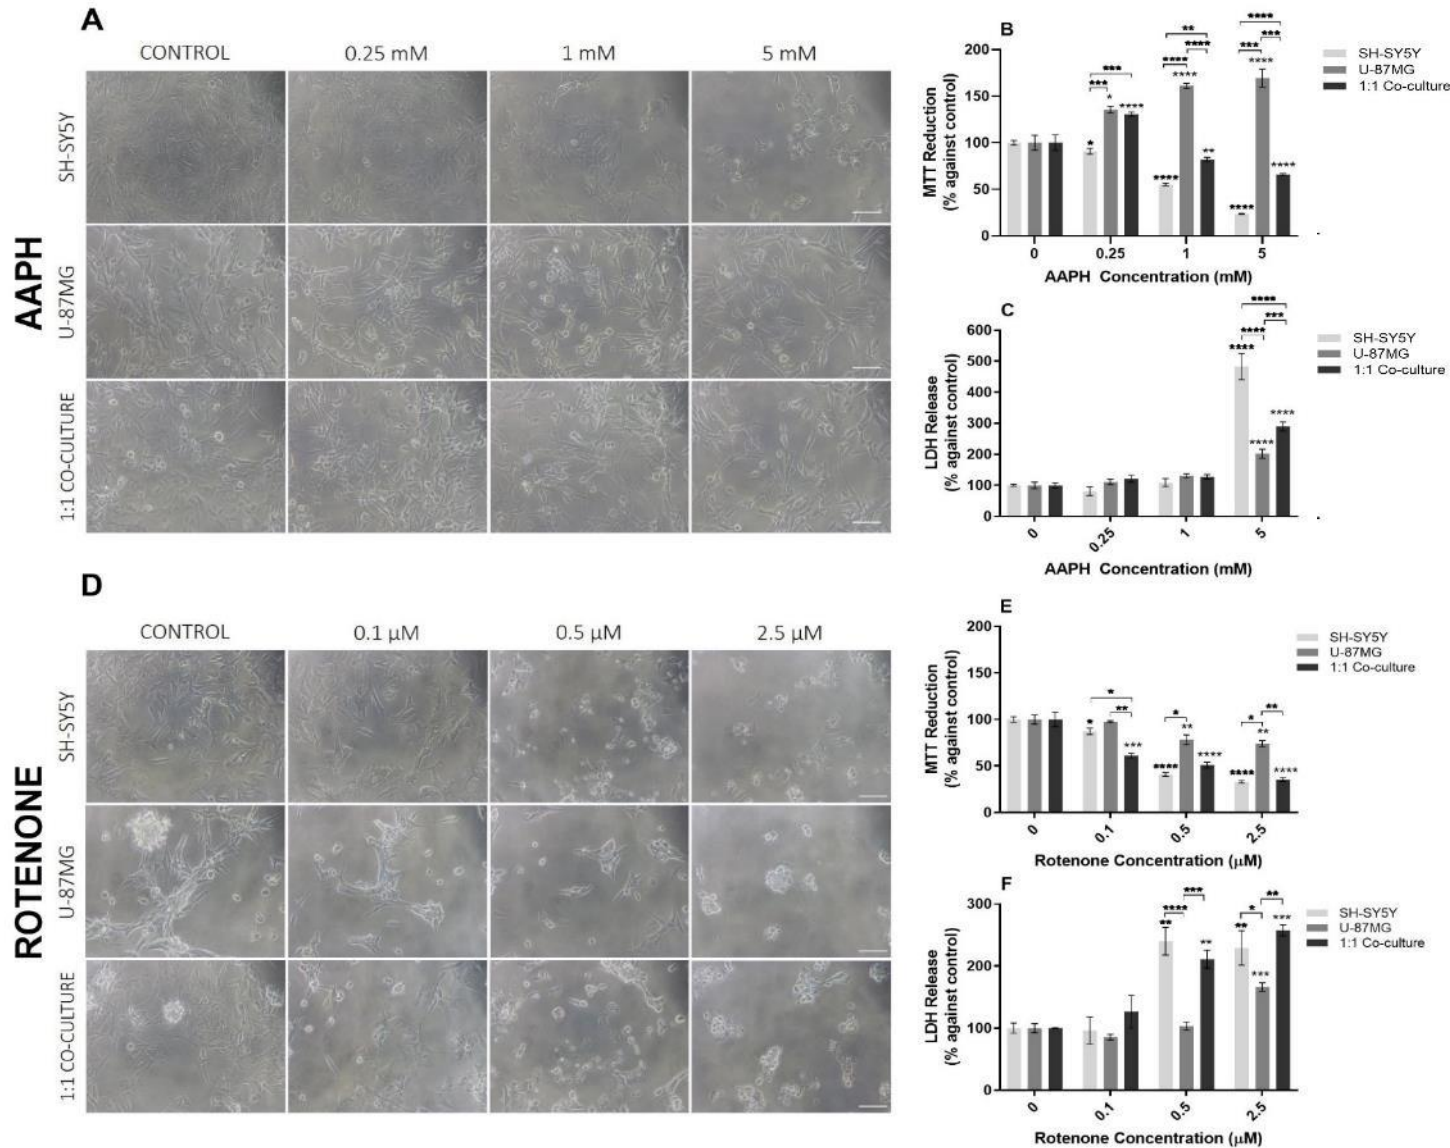 A
CONTROL
0.25 mM
1 mM
5 mM
AAPH
SH-SY5Y
U-87MG
1:1 CO-CULTURE
B
200
150
100
50
0
MTT Reduction
(% against control)
*
***
*
***
****
****
****
****
**
**
****
****
***
****
****
***
****
0
0.25
1
5
AAPH Concentration (mM)
SH-SY5Y
U-87MG
1:1 Co-culture
C
600
500
400
300
200
100
0
LDH Release
(% against control)
****
****
****
***
****
****
0
0.25
1
5
AAPH Concentration (mM)
SH-SY5Y
U-87MG
1:1 Co-culture
D
CONTROL
0.1 µM
0.5 µM
2.5 µM
ROTENONE
SH-SY5Y
U-87MG
1:1 CO-CULTURE
E
200
150
100
50
0
MTT Reduction
(% against control)
*
*
**
***
*
**
****
****
*
**
**
****
****
0
0.1
0.5
2.5
Rotenone Concentration (µM)
SH-SY5Y
U-87MG
1:1 Co-culture
F
300
200
100
0
LDH Release
(% against control)
***
****
**
**
**
*
**
***
***
0
0.1
0.5
2.5
Rotenone Concentration (µM)
SH-SY5Y
U-87MG
1:1 Co-culture